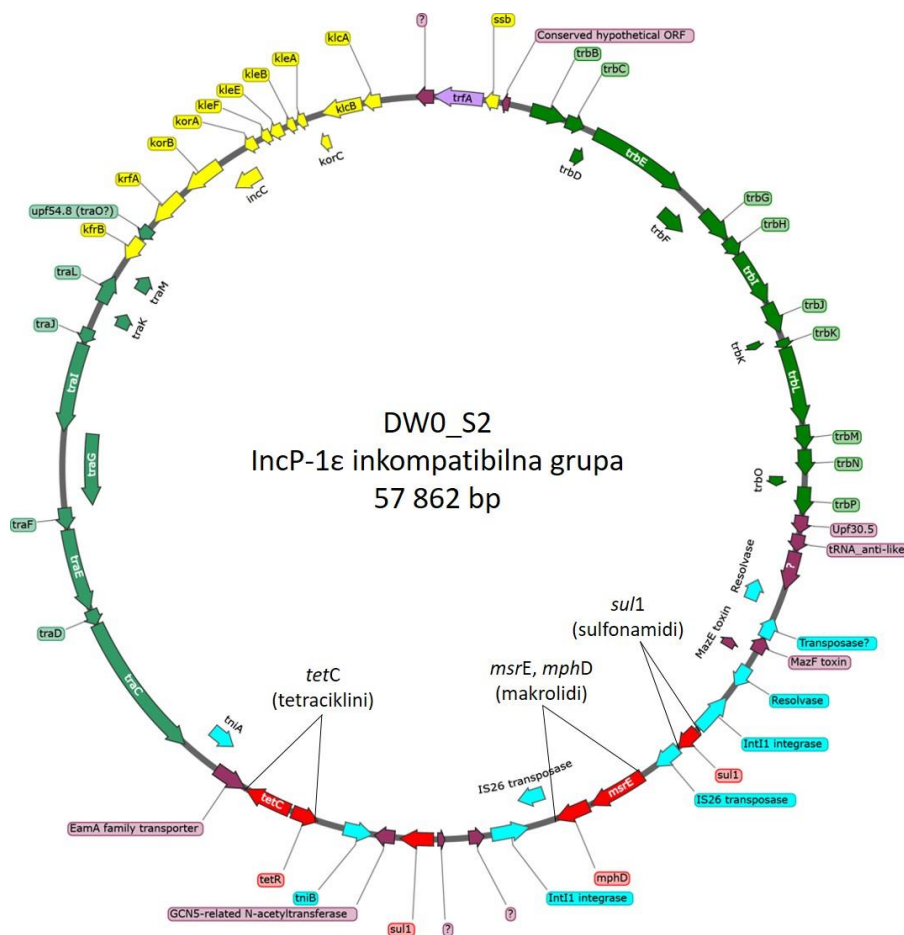 ?
ssb
Conserved hypothetical ORF
klcA
kleA
kleB
kleE
kleF
korA
korB
krfA
upf54.8 (traO?)
kfrB
klcB
trfA
korC
incC
trbB
trbC
trbD
trbE
trbF
trbG
trbH
trbI
trbJ
trbK
trbK
trbL
trbM
trbN
trbO
trbP
Upf30.5
tRNA_anti-like
?
traL
traM
traK
traJ
traI
traG
traF
traE
traD
traC
DW0_S2
IncP-1ε inkompatibilna grupa
57 862 bp
Resolvase
MazE toxin
Transposase?
MazF toxin
Resolvase
IntI1 integrase
sul1
(sulfonamidi)
sul1
IS26 transposase
msrE, mphD
(makrolidi)
msrE
mphD
IS26 transposase
IntI1 integrase
?
?
sul1
GCN5-related N-acetyltransferase
tniB
tetR
tetC
(tetraciklini)
tetC
EamA family transporter
tniA